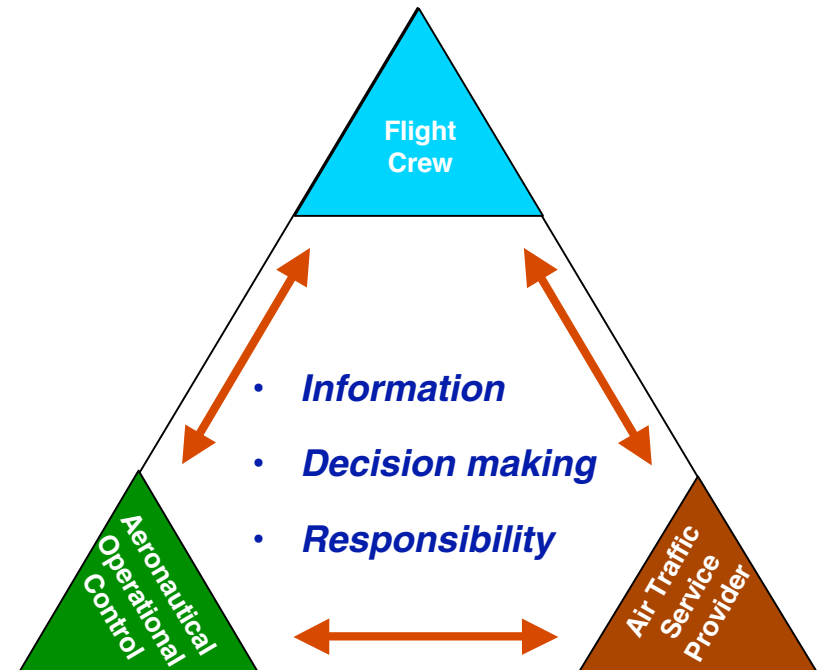 Flight
Crew
• Information
• Decision making
• Responsibility
Aeronautical
Operational
Control
Air Traffic
Service
Provider